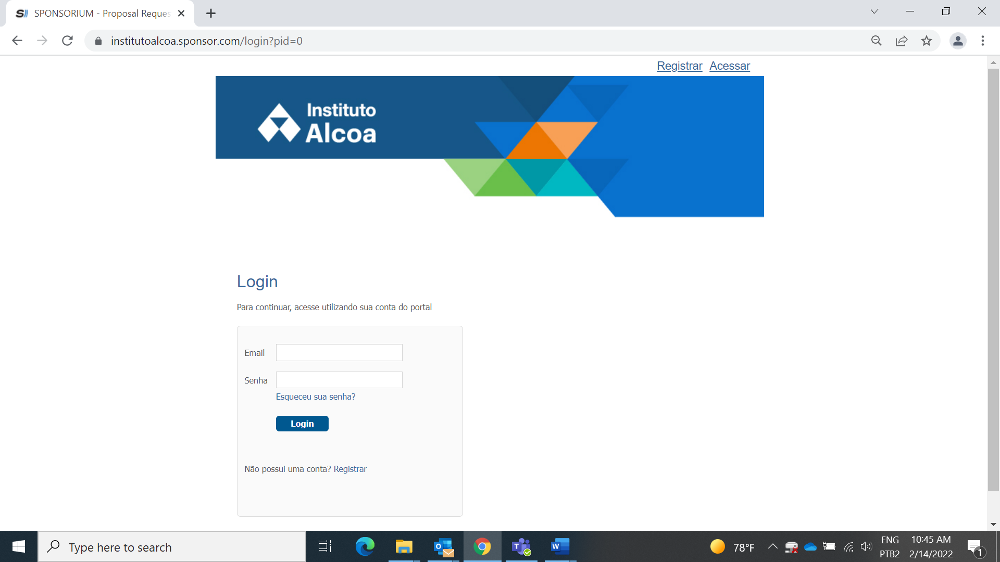 SPONSORIUM - Proposal Reques
institutoalcoa.sponsor.com/login?pid=0
Registrar Acessar
Instituto
Alcoa
Login
Para continuar, acesse utilizando sua conta do portal
Email
Senha
Esqueceu sua senha?
Login
Não possui uma conta? Registrar
Type here to search
78°F
ENG
PTB2
10:45 AM
2/14/2022
1